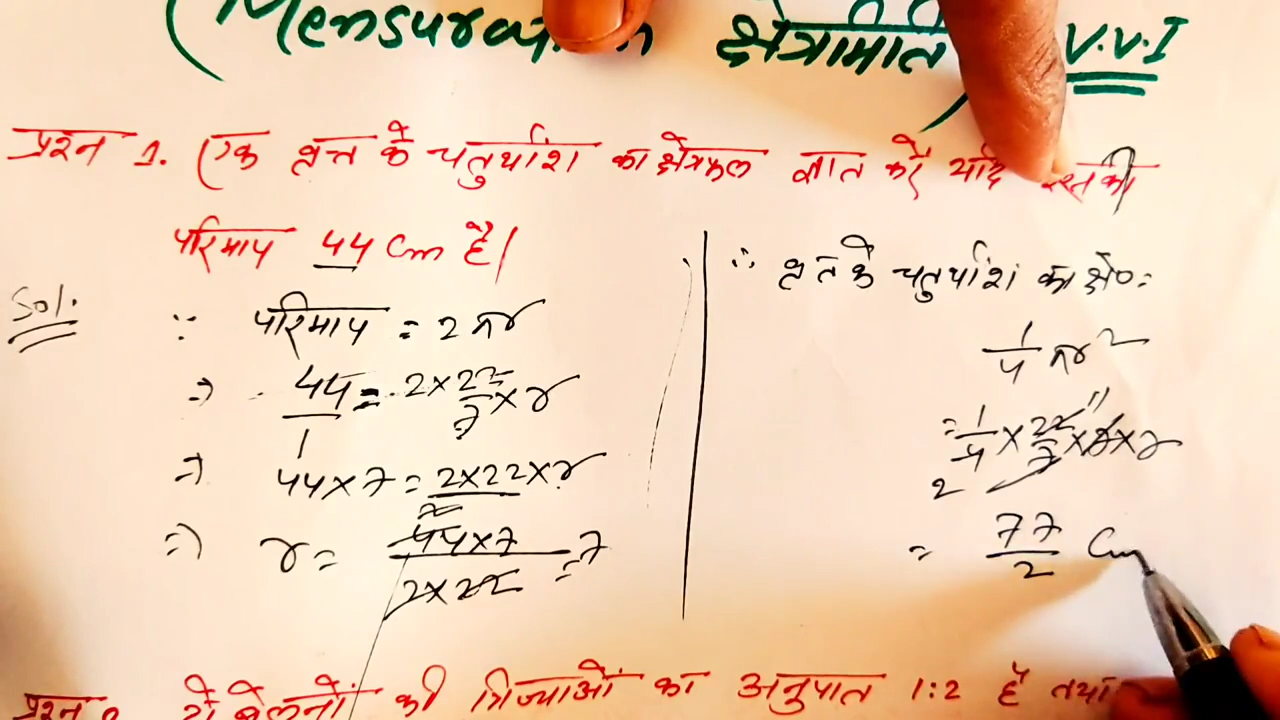 (Mensuration क्षेत्रामिति) V.V.I
प्रश्न 1. एक वृत्त के चतुर्थांश का क्षेत्रफल ज्ञात करें यदि की
परिमाप 44 cm है।
Sol.
∵ परिमाप = 2πr
⇒ 44/1 = 2×22/7×r
⇒ 44×7 = 2×22×r
⇒ r = 44×7/2×22 = 7
∴ वृत के चतुर्थांश का क्षे०=
1/4 πr²
= 1/4 × 22/7 × 7 × 7
11
2
= 77/2 cm
प्रश्न दो बेलनों की त्रिज्याओं का अनुपात 1:2 है तथा